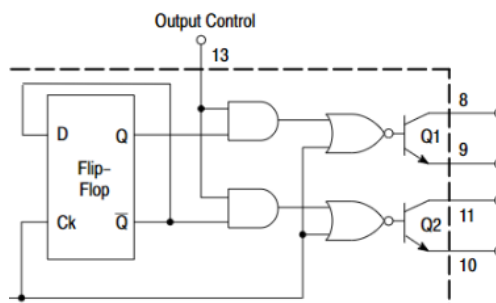 Output Control
13
8
D
Q
Q1
9
Flip-
Flop
11
Ck
Q̅
Q2
10